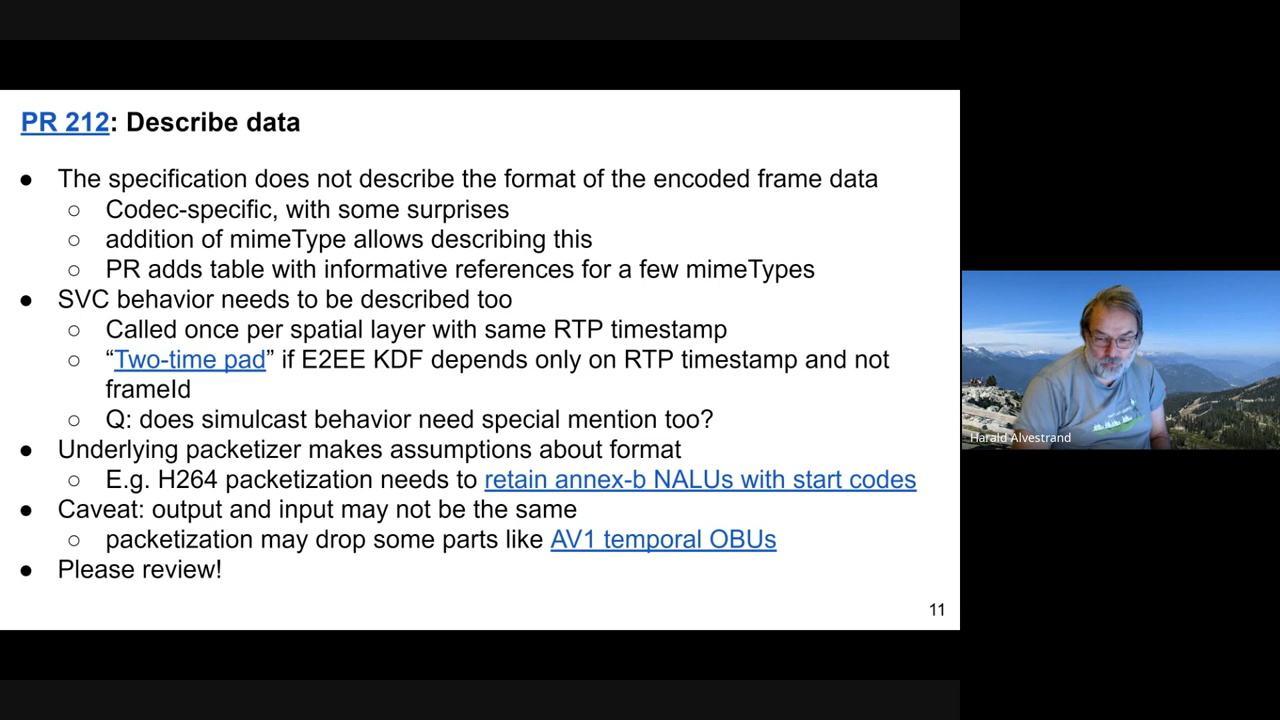 PR 212: Describe data
● The specification does not describe the format of the encoded frame data
○ Codec-specific, with some surprises
○ addition of mimeType allows describing this
○ PR adds table with informative references for a few mimeTypes
● SVC behavior needs to be described too
○ Called once per spatial layer with same RTP timestamp
○ “Two-time pad” if E2EE KDF depends only on RTP timestamp and not
frameId
○ Q: does simulcast behavior need special mention too?
● Underlying packetizer makes assumptions about format
○ E.g. H264 packetization needs to retain annex-b NALUs with start codes
● Caveat: output and input may not be the same
○ packetization may drop some parts like AV1 temporal OBUs
● Please review!
11
Harald Alvestrand